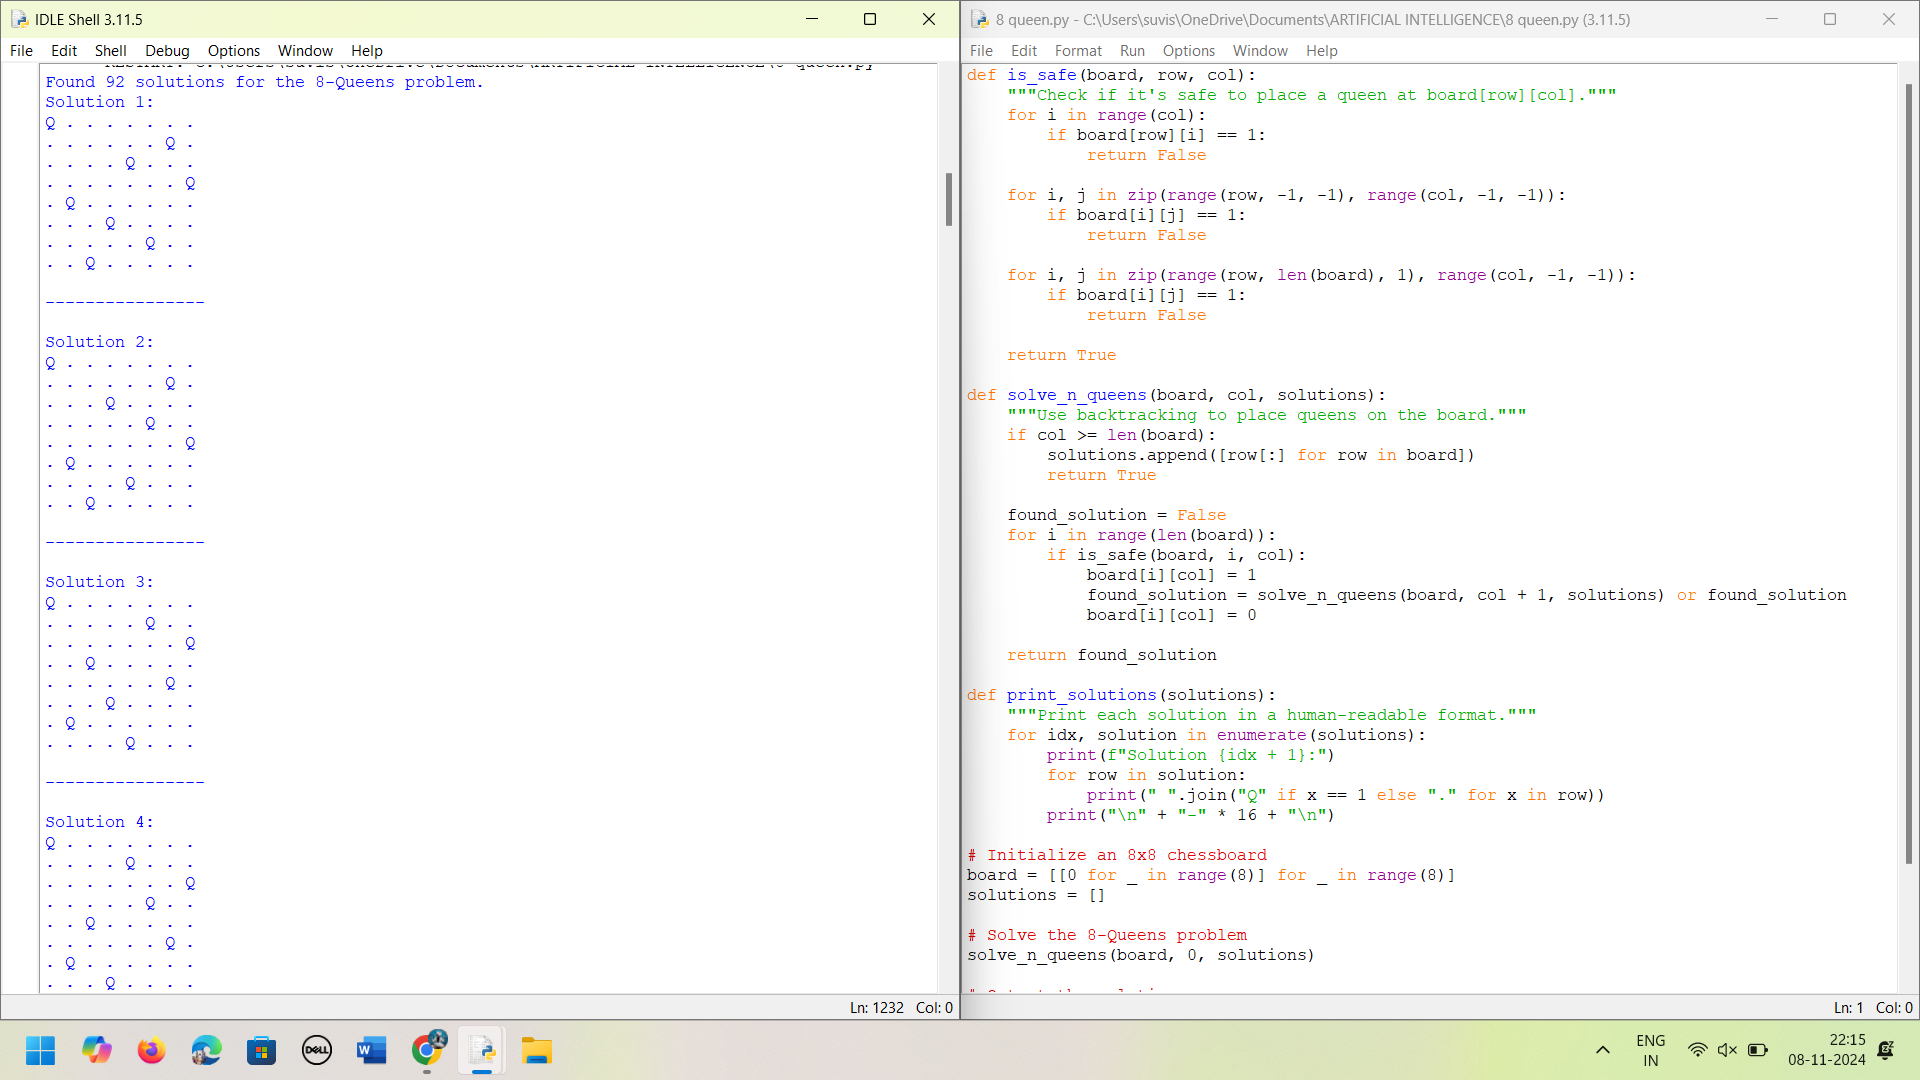 IDLE Shell 3.11.5
File Edit Shell Debug Options Window Help
Found 92 solutions for the 8-Queens problem.
Solution 1:
Q . . . . . . .
. . . . . . Q .
. . . . Q . . .
. . . . . . . Q
. Q . . . . . .
. . . Q . . . .
. . . . . Q . .
. . Q . . . . .
----------------
Solution 2:
Q . . . . . . .
. . . . . . Q .
. . . Q . . . .
. . . . . Q . .
. . . . . . . Q
. Q . . . . . .
. . . . Q . . .
. . Q . . . . .
----------------
Solution 3:
Q . . . . . . .
. . . . . Q . .
. . . . . . . Q
. . Q . . . . .
. . . . . . Q .
. . . Q . . . .
. Q . . . . . .
. . . . Q . . .
----------------
Solution 4:
Q . . . . . . .
. . . . Q . . .
. . . . . . . Q
. . . . . Q . .
. . Q . . . . .
. . . . . . Q .
. Q . . . . . .
. . . Q . . . .
Ln: 1232 Col: 0
8 queen.py - C:\Users\suvis\OneDrive\Documents\ARTIFICIAL INTELLIGENCE\8 queen.py (3.11.5)
File Edit Format Run Options Window Help
def is_safe(board, row, col):
    """Check if it's safe to place a queen at board[row][col]."""
    for i in range(col):
        if board[row][i] == 1:
            return False
    for i, j in zip(range(row, -1, -1), range(col, -1, -1)):
        if board[i][j] == 1:
            return False
    for i, j in zip(range(row, len(board), 1), range(col, -1, -1)):
        if board[i][j] == 1:
            return False
    return True
def solve_n_queens(board, col, solutions):
    """Use backtracking to place queens on the board."""
    if col >= len(board):
        solutions.append([row[:] for row in board])
        return True
    found_solution = False
    for i in range(len(board)):
        if is_safe(board, i, col):
            board[i][col] = 1
            found_solution = solve_n_queens(board, col + 1, solutions) or found_solution
            board[i][col] = 0
    return found_solution
def print_solutions(solutions):
    """Print each solution in a human-readable format."""
    for idx, solution in enumerate(solutions):
        print(f"Solution {idx + 1}:")
        for row in solution:
            print(" ".join("Q" if x == 1 else "." for x in row))
        print("\n" + "-" * 16 + "\n")
# Initialize an 8x8 chessboard
board = [[0 for _ in range(8)] for _ in range(8)]
solutions = []
# Solve the 8-Queens problem
solve_n_queens(board, 0, solutions)
Ln: 1 Col: 0
DELL
W
ENG
IN
22:15
08-11-2024